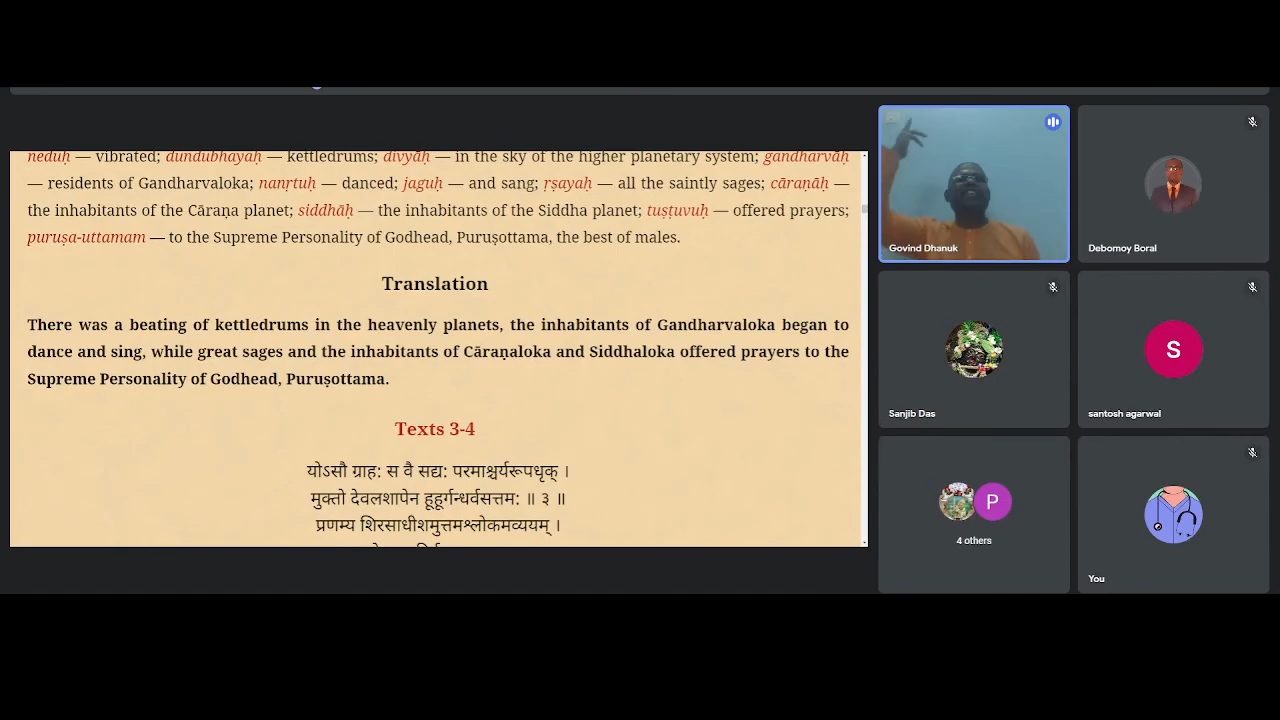 neduḥ — vibrated; dundubhayaḥ — kettledrums; divyāḥ — in the sky of the higher planetary system; gandharvāḥ
— residents of Gandharvaloka; nanṛtuḥ — danced; jaguḥ — and sang; ṛṣayaḥ — all the saintly sages; cāraṇāḥ —
the inhabitants of the Cāraṇa planet; siddhāḥ — the inhabitants of the Siddha planet; tuṣṭuvuḥ — offered prayers;
puruṣa-uttamam — to the Supreme Personality of Godhead, Puruṣottama, the best of males.
Translation
There was a beating of kettledrums in the heavenly planets, the inhabitants of Gandharvaloka began to
dance and sing, while great sages and the inhabitants of Cāraṇaloka and Siddhaloka offered prayers to the
Supreme Personality of Godhead, Puruṣottama.
Texts 3-4
योऽसौ ग्राह: स वै सद्य: परमाश्चर्यरूपधृक् ।
मुक्तो देवलशापेन हूहूर्गन्धर्वसत्तम: ॥ ३ ॥
प्रणम्य शिरसाधीशमुत्तमश्लोकमव्ययम् ।
Govind Dhanuk
Debomoy Boral
Sanjib Das
S
santosh agarwal
P
4 others
You